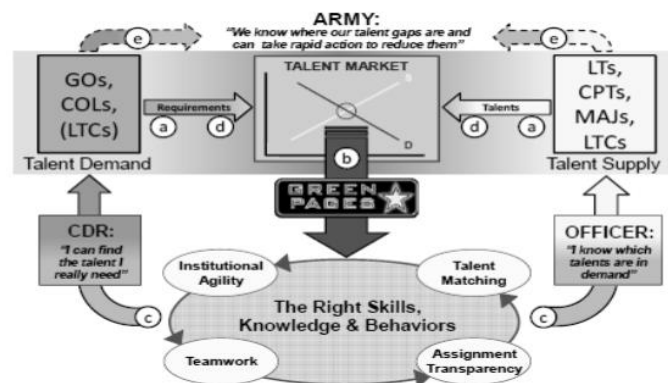 ARMY:
"We know where our talent gaps are and
can take rapid action to reduce them"
e
e
GOs,
COLs,
(LTCs)
Talent Demand
Requirements
a d
TALENT MARKET
S
D
b
Talents
d a
LTs,
CPTs,
MAJs,
LTCs
Talent Supply
GREEN
PAGES
CDR:
"I can find
the talent I
really need"
c
OFFICER:
"I know which
talents are in
demand"
c
Institutional
Agility
Talent
Matching
The Right Skills,
Knowledge & Behaviors
Teamwork
Assignment
Transparency